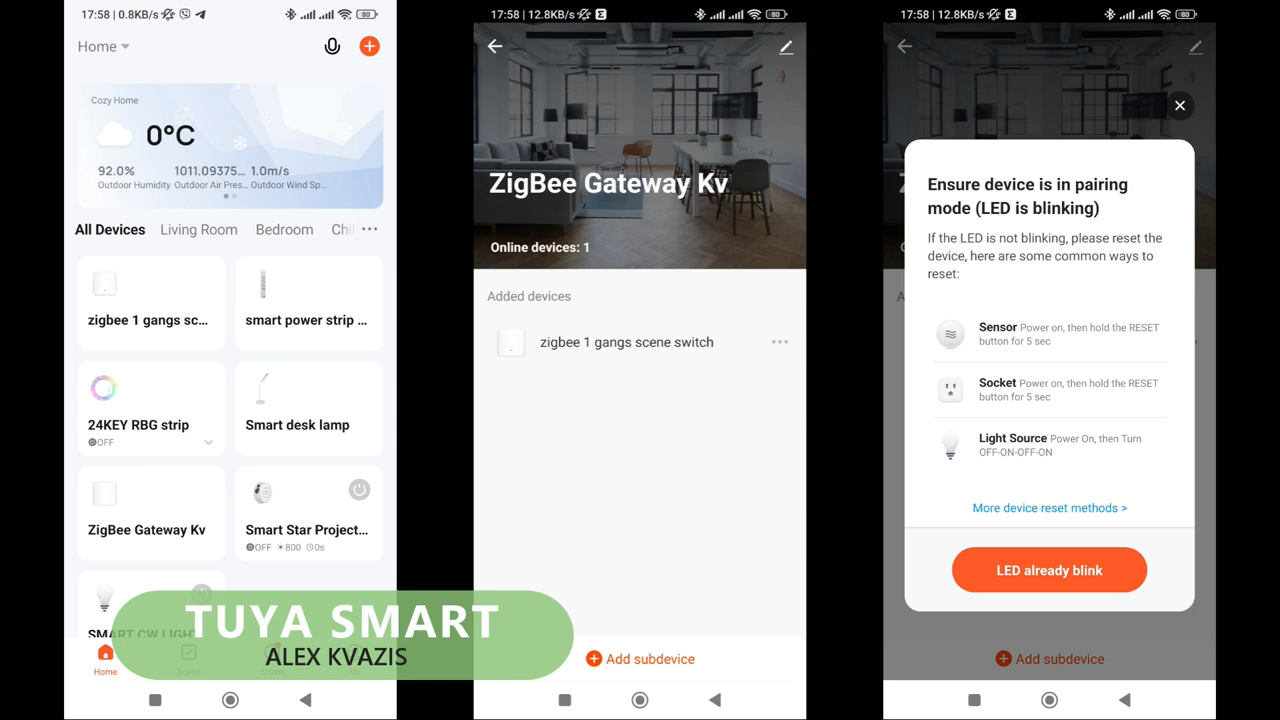 17:58 | 0.8KB/s
80
Home
Cozy Home
0°C
92.0% 1011.09375... 1.0m/s
Outdoor Humidity Outdoor Air Pres... Outdoor Wind Sp...
All Devices Living Room Bedroom Chi
zigbee 1 gangs sc...
smart power strip ...
24KEY RBG strip
OFF
Smart desk lamp
ZigBee Gateway Kv
Smart Star Project...
OFF 800 0s
SMART CW LIGHT
Home
TUYA SMART
ALEX KVAZIS
17:58 | 12.8KB/s
80
ZigBee Gateway Kv
Online devices: 1
Added devices
zigbee 1 gangs scene switch
Add subdevice
17:58 | 12.8KB/s
80
Ensure device is in pairing
mode (LED is blinking)
If the LED is not blinking, please reset the
device, here are some common ways to
reset:
Sensor Power on, then hold the RESET
button for 5 sec
Socket Power on, then hold the RESET
button for 5 sec
Light Source Power On, then Turn
OFF-ON-OFF-ON
More device reset methods >
LED already blink
Add subdevice